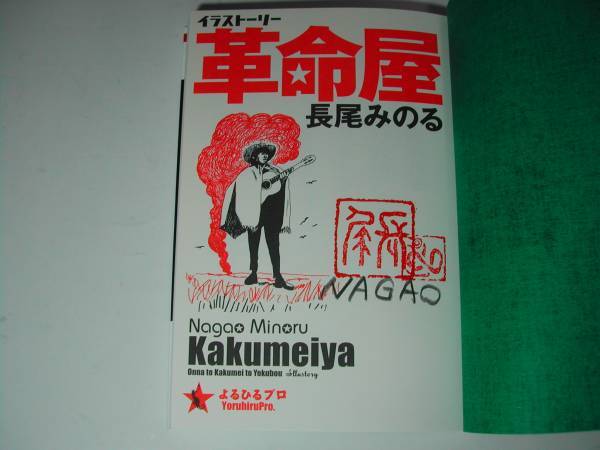 イラストーリー
革命屋
長尾みのる
NAGAO
Nagao Minoru
Kakumeiya
Onna to Kakumei to Yokubou illustory
よるひるプロ
YoruhiruPro.